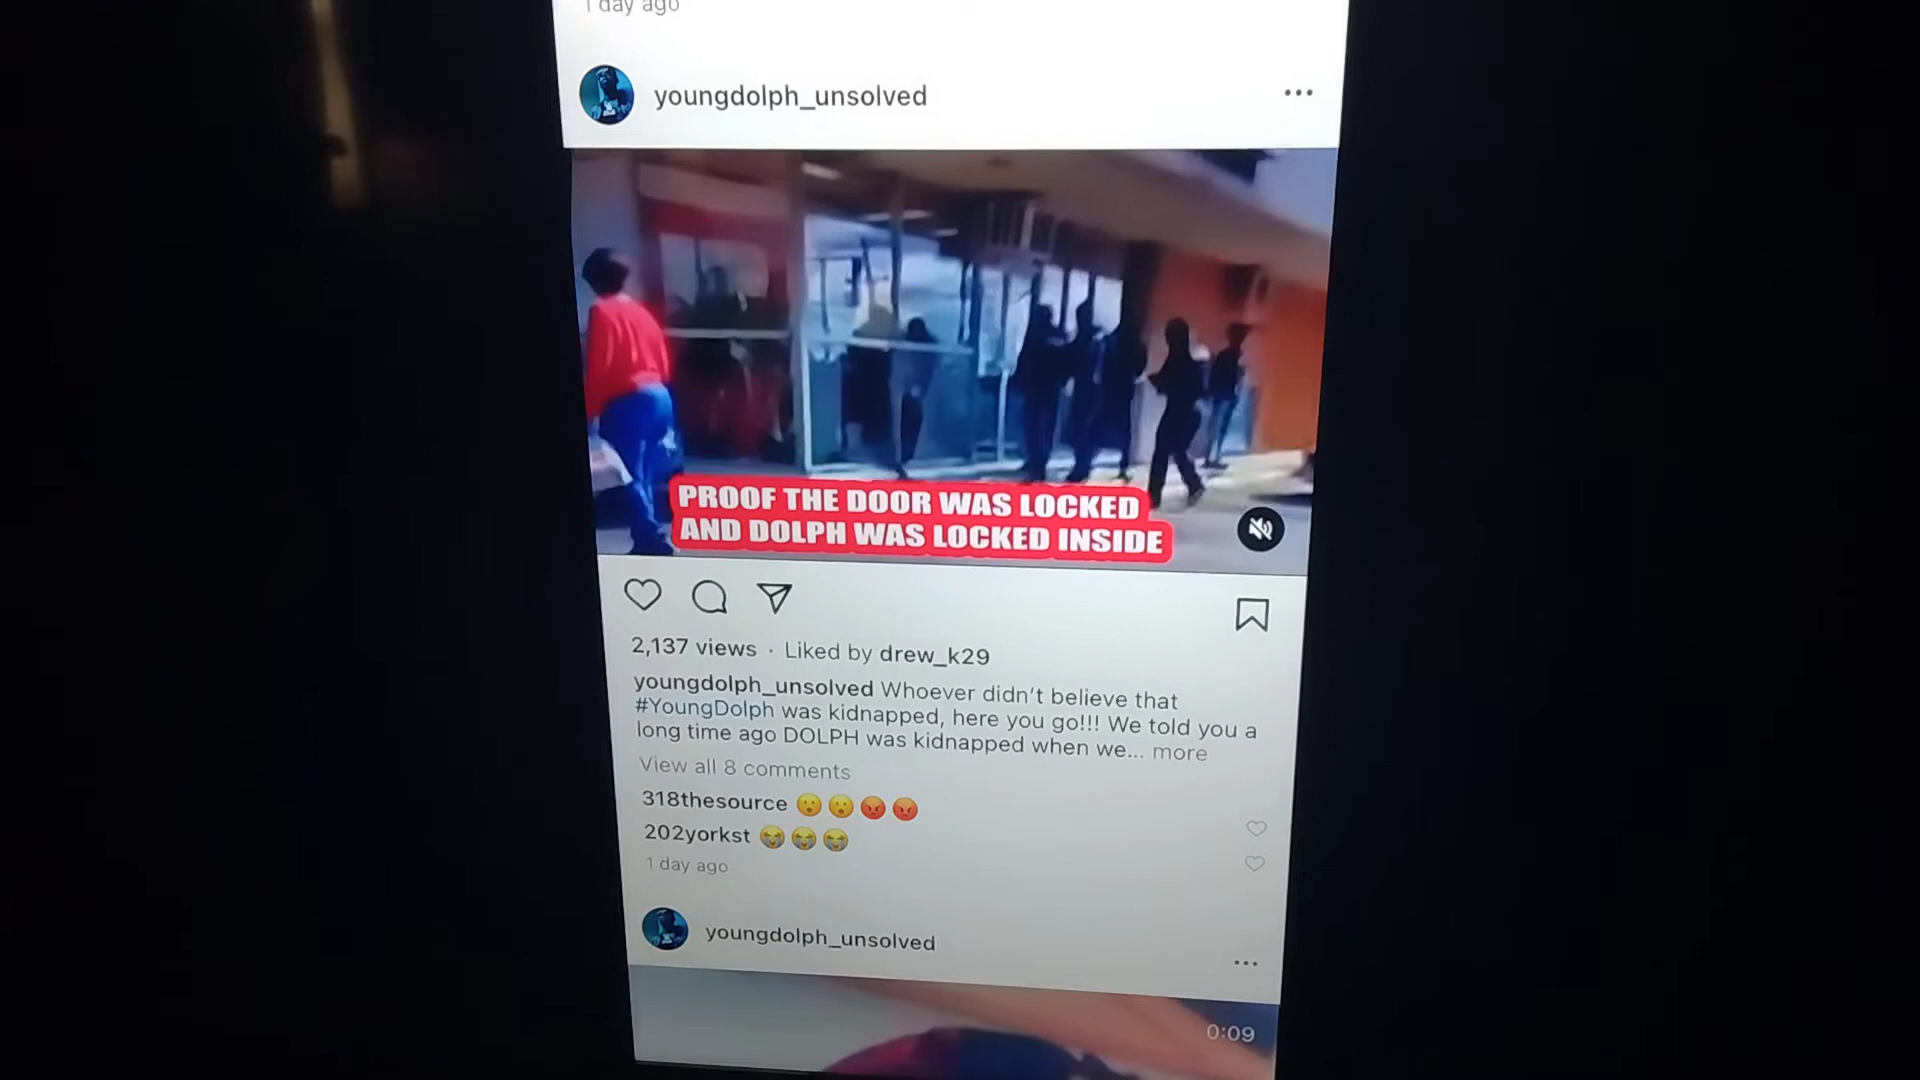 1 day ago
youngdolph_unsolved
PROOF THE DOOR WAS LOCKED
AND DOLPH WAS LOCKED INSIDE
2,137 views · Liked by drew_k29
youngdolph_unsolved Whoever didn't believe that
#YoungDolph was kidnapped, here you go!!! We told you a
long time ago DOLPH was kidnapped when we... more
View all 8 comments
318thesource 😮😮😡😡
202yorkst 😭😭😭
1 day ago
youngdolph_unsolved
0:09